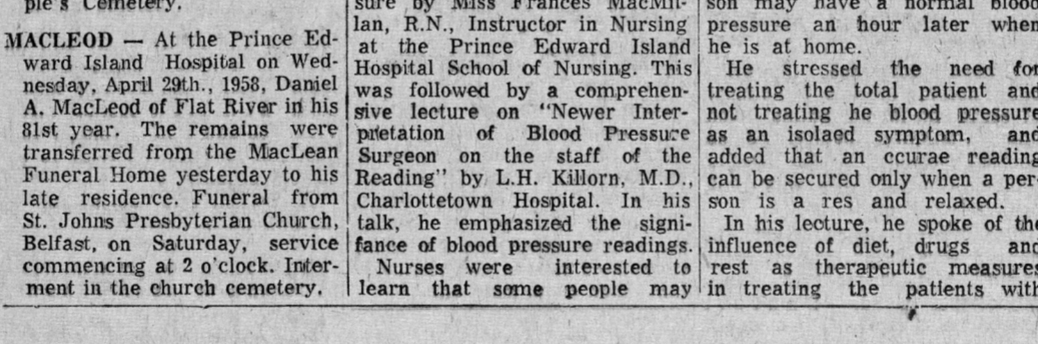 ple's Cemetery.
MACLEOD — At the Prince Ed-
ward Island Hospital on Wed-
nesday, April 29th., 1958, Daniel
A. MacLeod of Flat River in his
81st year. The remains were
transferred from the MacLean
Funeral Home yesterday to his
late residence. Funeral from
St. Johns Presbyterian Church,
Belfast, on Saturday, service
commencing at 2 o'clock. Inter-
ment in the church cemetery.
sure by Miss Frances MacMil-
lan, R.N., Instructor in Nursing
at the Prince Edward Island
Hospital School of Nursing. This
was followed by a comprehen-
sive lecture on "Newer Inter-
pretation of Blood Pressure
Surgeon on the staff of the
Reading" by L.H. Killorn, M.D.,
Charlottetown Hospital. In his
talk, he emphasized the signi-
fance of blood pressure readings.
Nurses were interested to
learn that some people may
son may have a normal blood
pressure an hour later when
he is at home.
He stressed the need for
treating the total patient and
not treating he blood pressure
as an isolaed symptom, and
added that an ccurae reading
can be secured only when a per-
son is a res and relaxed.
In his lecture, he spoke of the
influence of diet, drugs and
rest as therapeutic measures
in treating the patients with